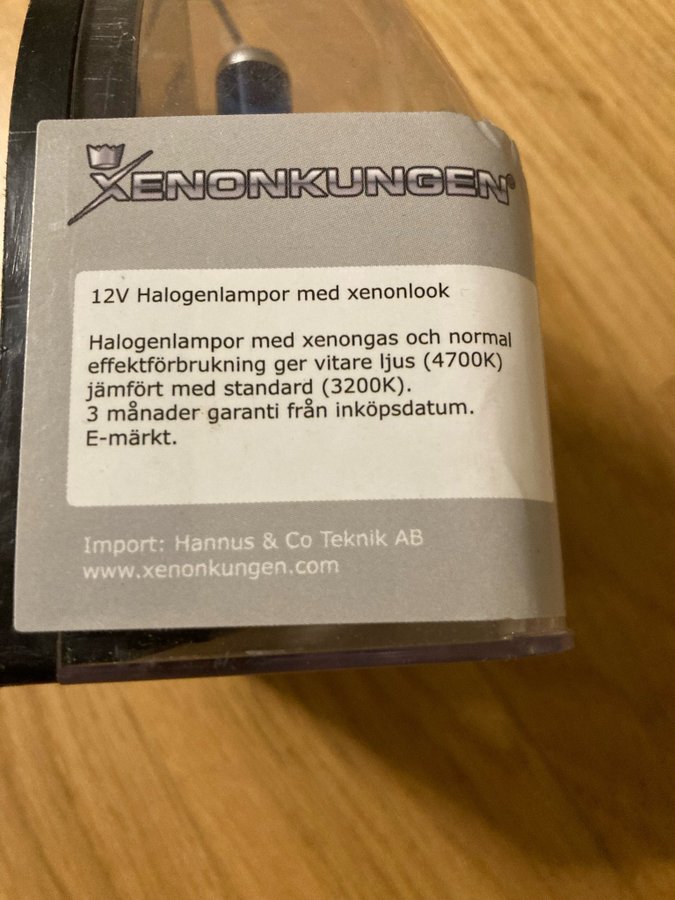 XENONKUNGEN®
12V Halogenlampor med xenonlook
Halogenlampor med xenongas och normal
effektförbrukning ger vitare ljus (4700K)
jämfört med standard (3200K).
3 månader garanti från inköpsdatum.
E-märkt.
Import: Hannus & Co Teknik AB
www.xenonkungen.com